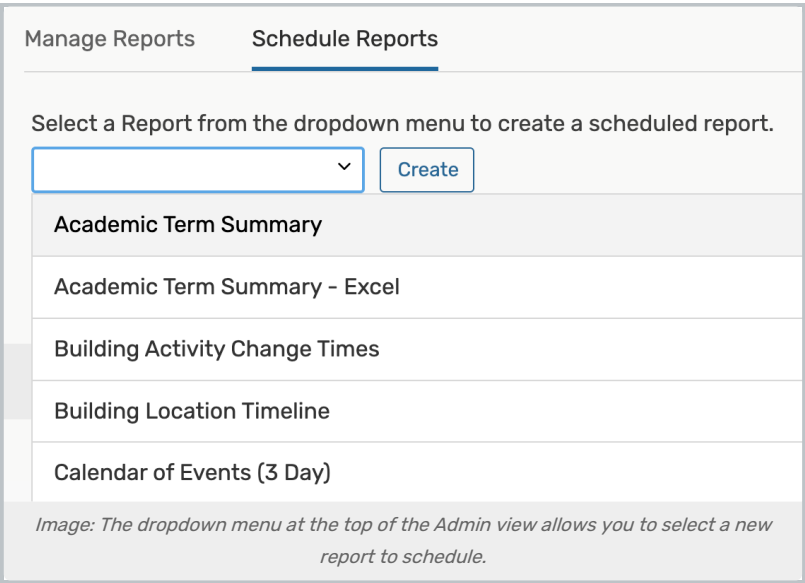 Manage Reports Schedule Reports
Select a Report from the dropdown menu to create a scheduled report.
Create
Academic Term Summary
Academic Term Summary - Excel
Building Activity Change Times
Building Location Timeline
Calendar of Events (3 Day)
Image: The dropdown menu at the top of the Admin view allows you to select a new
report to schedule.